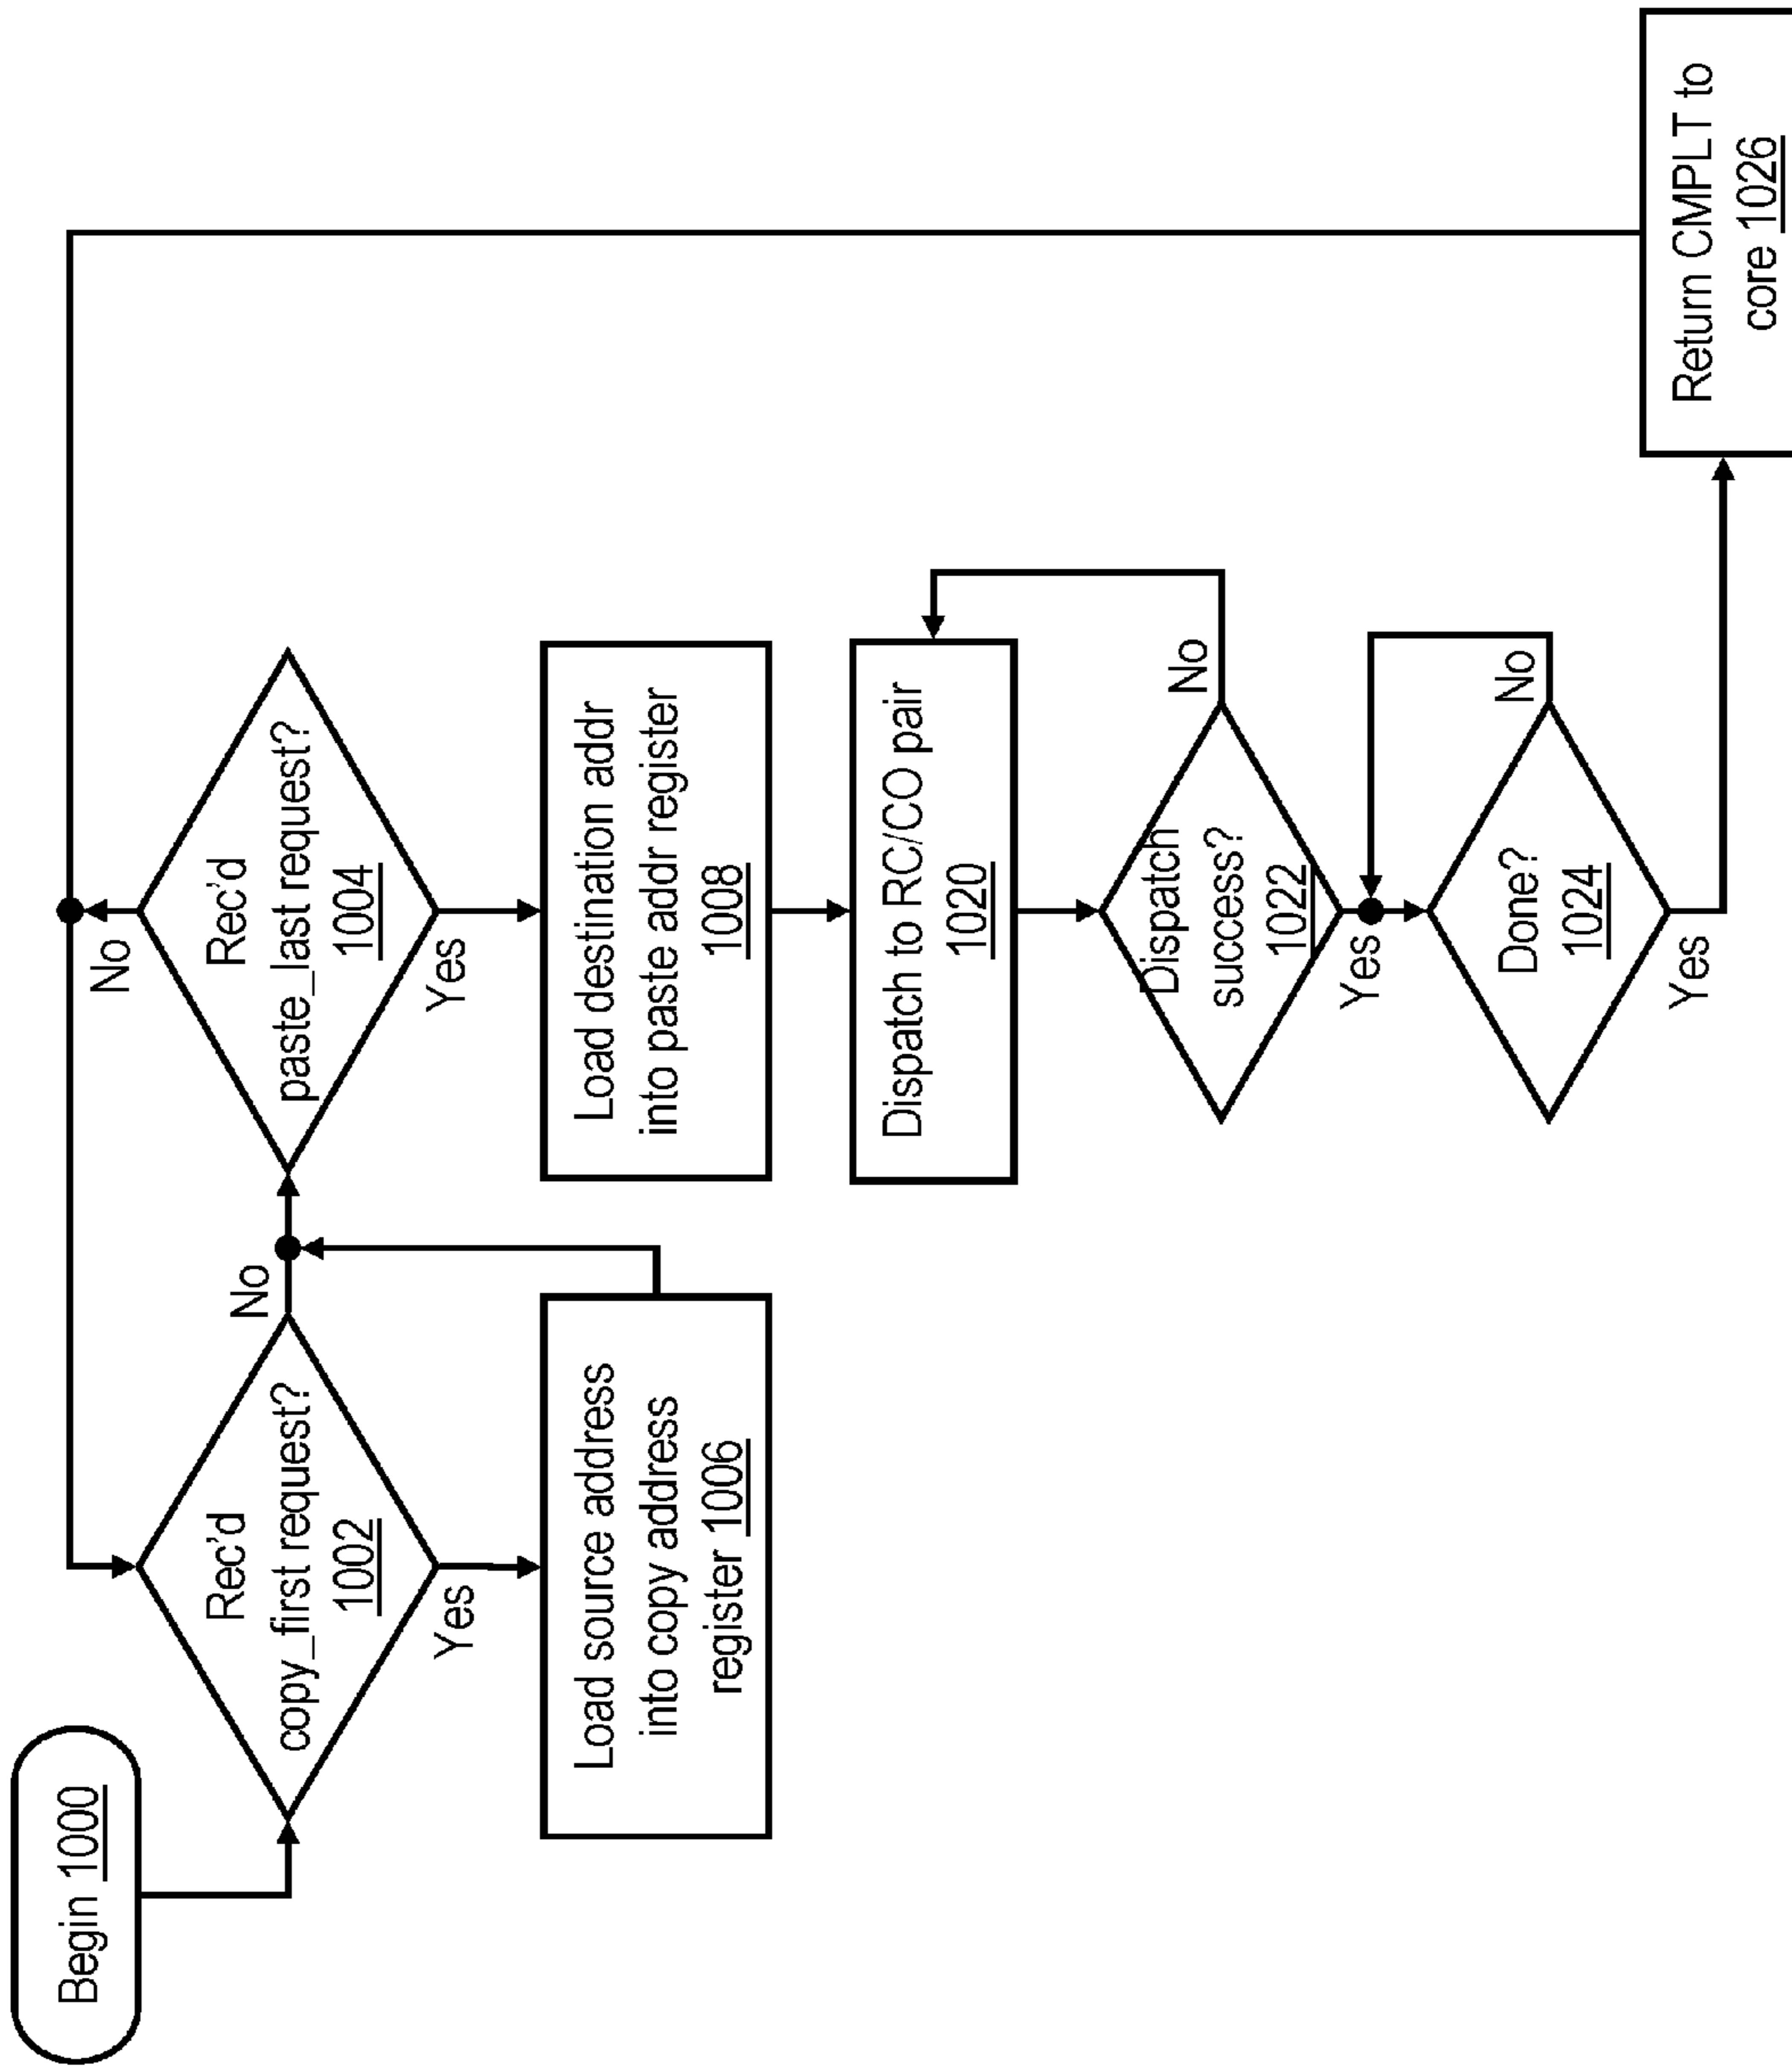 Begin 1000
Rec'd
copy_first request?
1002
Yes
No
Load source address
into copy address
register 1006
Rec'd
paste_last request?
1004
No
Yes
Load destination addr
into paste addr register
1008
Dispatch to RC/CO pair
1020
Dispatch
success?
1022
No
Yes
Done?
1024
No
Yes
Return CMPLT to
core 1026